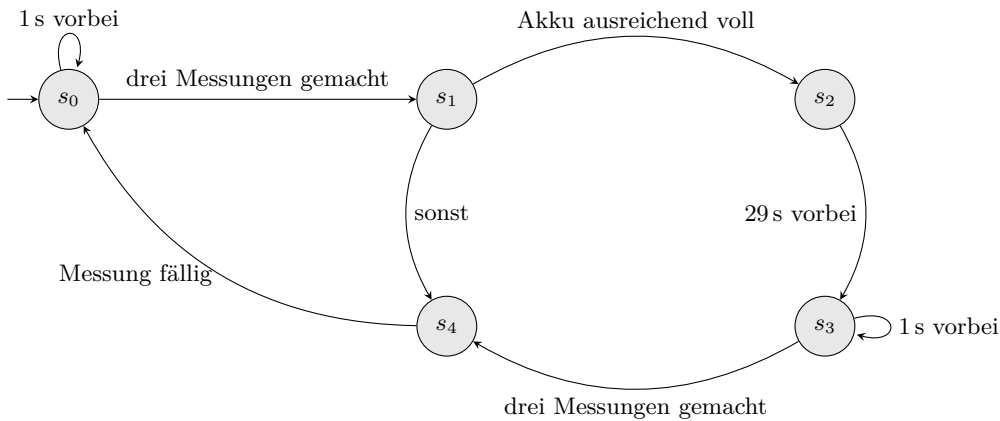 1 s vorbei
Akku ausreichend voll
drei Messungen gemacht
s0
s1
s2
sonst
29 s vorbei
Messung fällig
s4
s3
1 s vorbei
drei Messungen gemacht